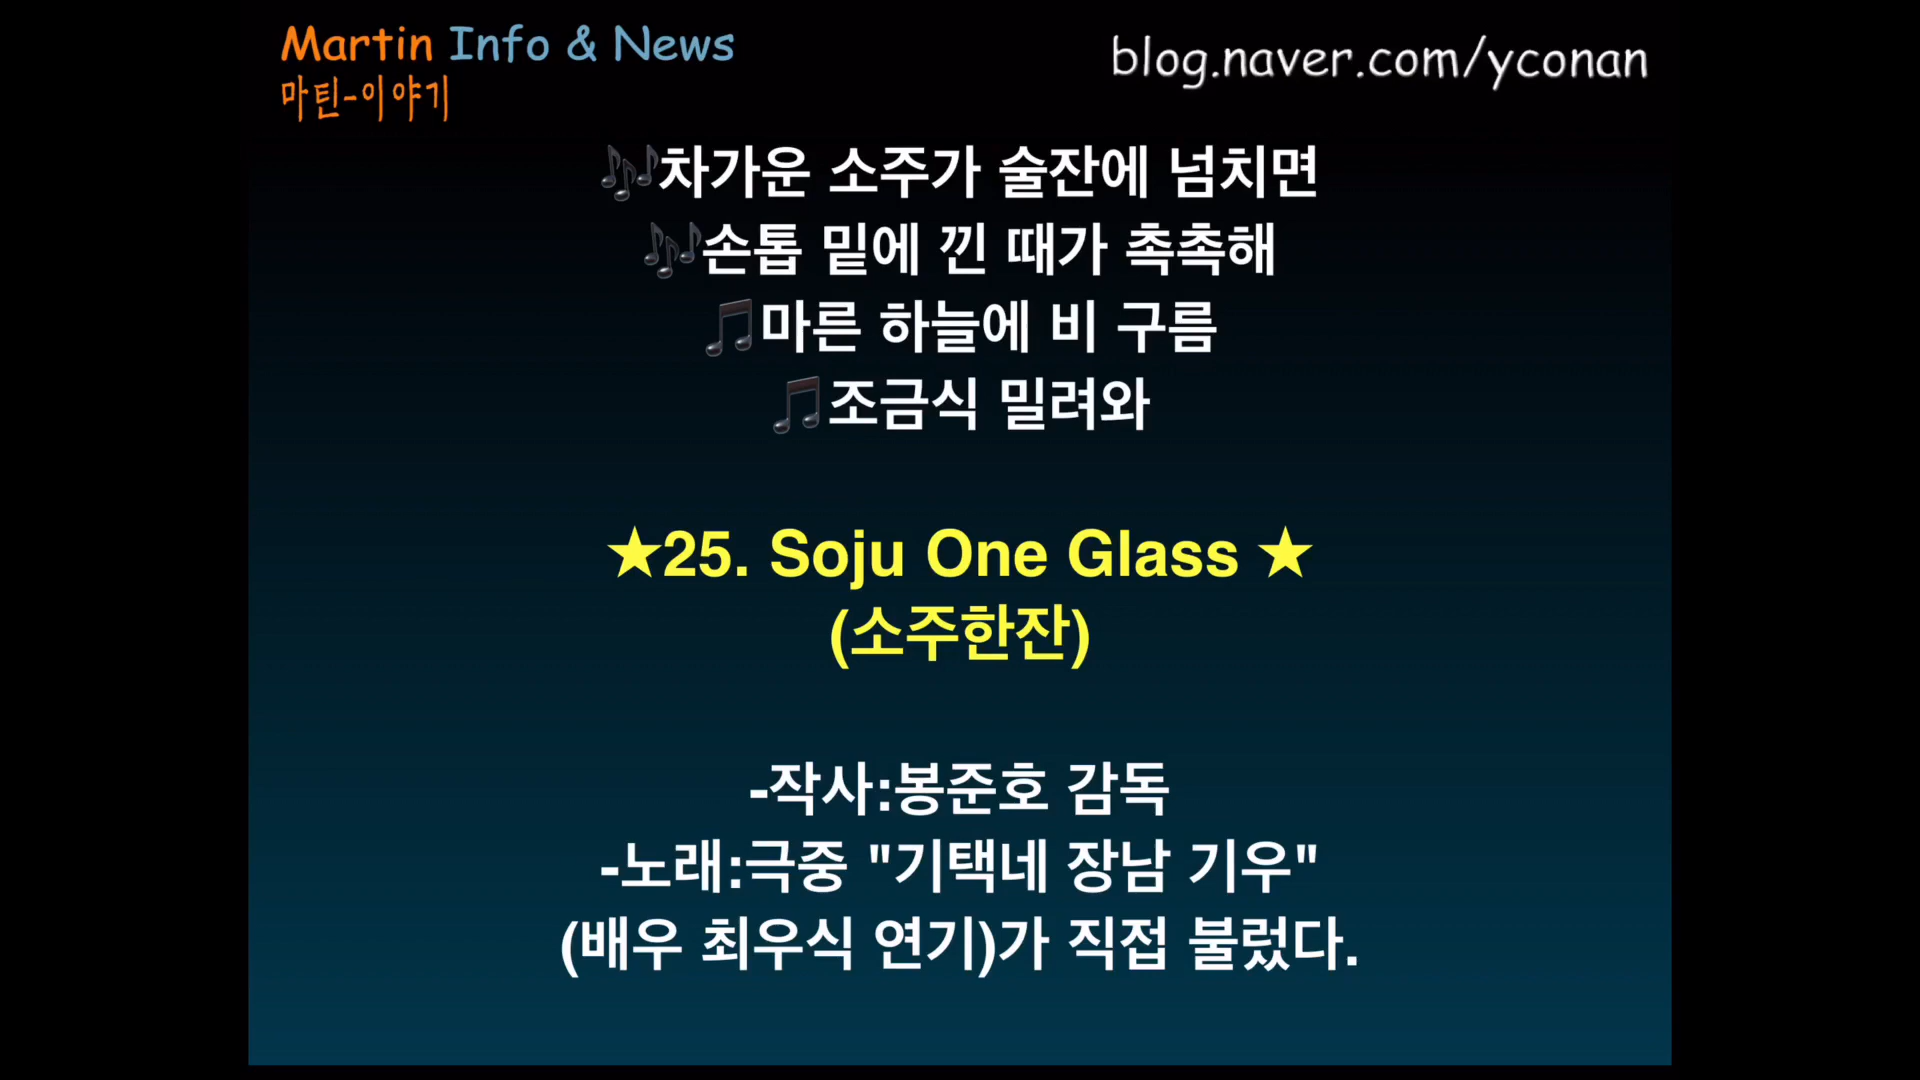 Martin Info & News
마틴-이야기
blog.naver.com/yconan
🎶차가운 소주가 술잔에 넘치면
🎶손톱 밑에 낀 때가 촉촉해
🎵마른 하늘에 비 구름
🎵조금식 밀려와
★25. Soju One Glass ★
(소주한잔)
-작사:봉준호 감독
-노래:극중 "기택네 장남 기우"
(배우 최우식 연기)가 직접 불렀다.